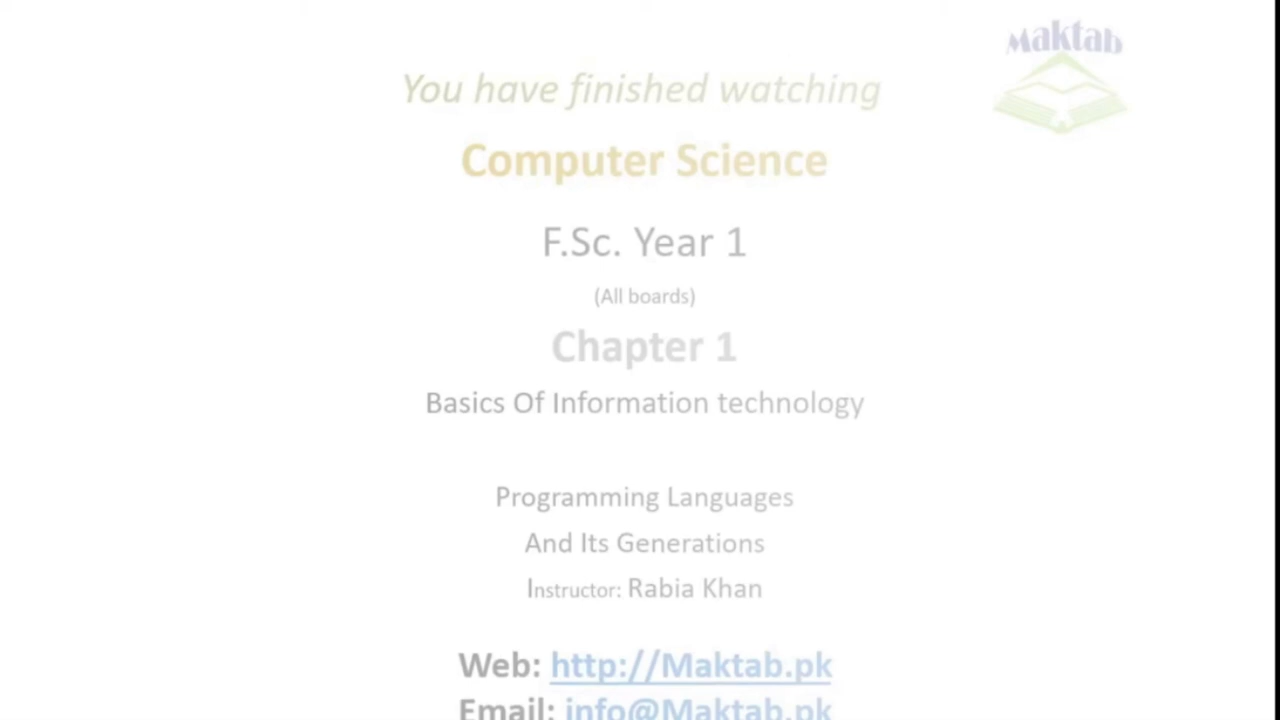 Maktab
You have finished watching
Computer Science
F.Sc. Year 1
(All boards)
Chapter 1
Basics Of Information technology
Programming Languages
And Its Generations
Instructor: Rabia Khan
Web: http://Maktab.pk
Email: info@Maktab.pk